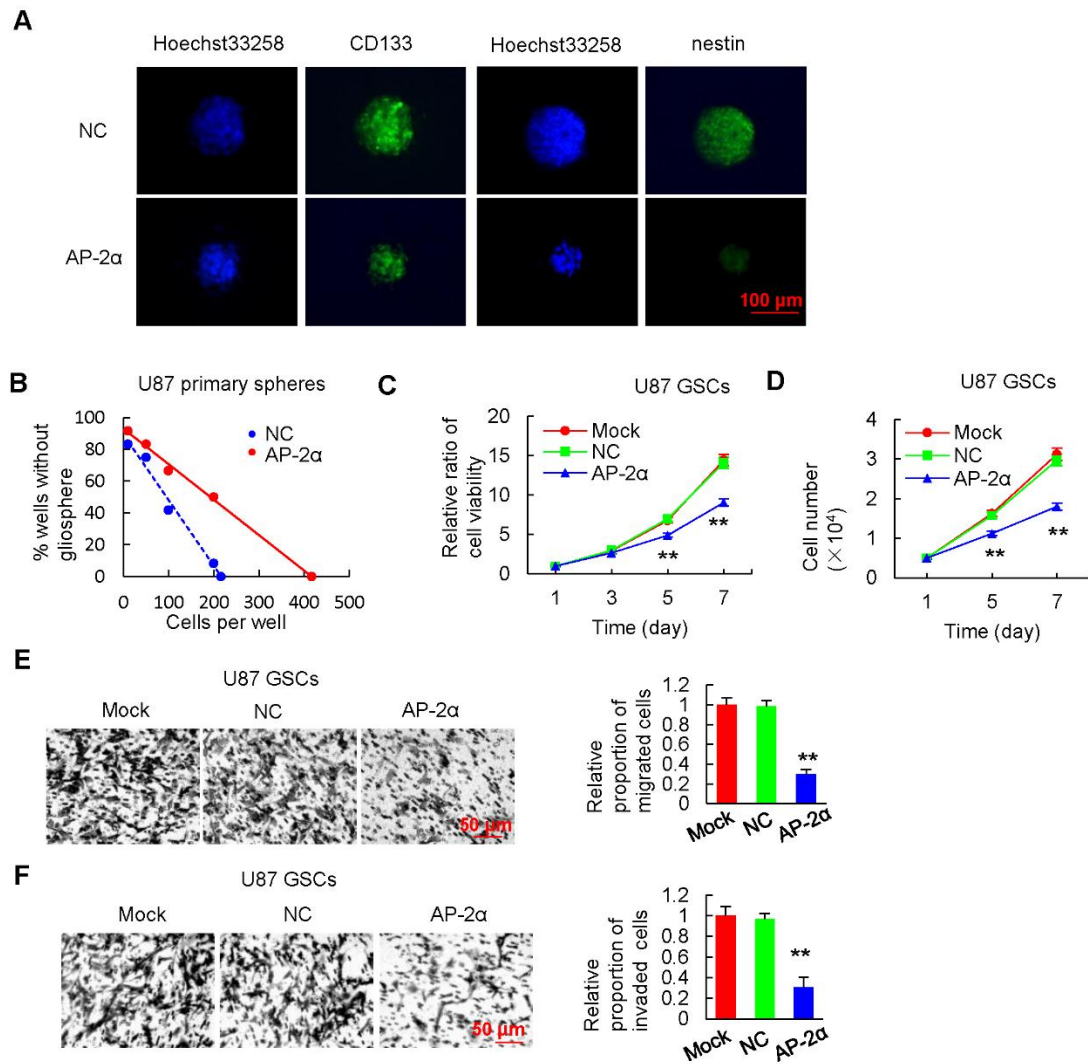 A
Hoechst33258 CD133 Hoechst33258 nestin
NC
AP-2α
100 μm
B
U87 primary spheres
% wells without
gliosphere
100
80
60
40
20
0
NC
AP-2α
0 100 200 300 400 500
Cells per well
C
U87 GSCs
Relative ratio of
cell viability
20
15
10
5
0
Mock
NC
AP-2α
**
**
1 3 5 7
Time (day)
D
U87 GSCs
Cell number
(×10⁴)
4
3
2
1
0
Mock
NC
AP-2α
**
**
1 5 7
Time (day)
E
U87 GSCs
Mock NC AP-2α
50 μm
Relative
proportion of
migrated cells
1.2
1
0.8
0.6
0.4
0.2
0
**
Mock NC AP-2α
F
U87 GSCs
Mock NC AP-2α
50 μm
Relative
proportion of
invaded cells
1.2
1
0.8
0.6
0.4
0.2
0
**
Mock NC AP-2α